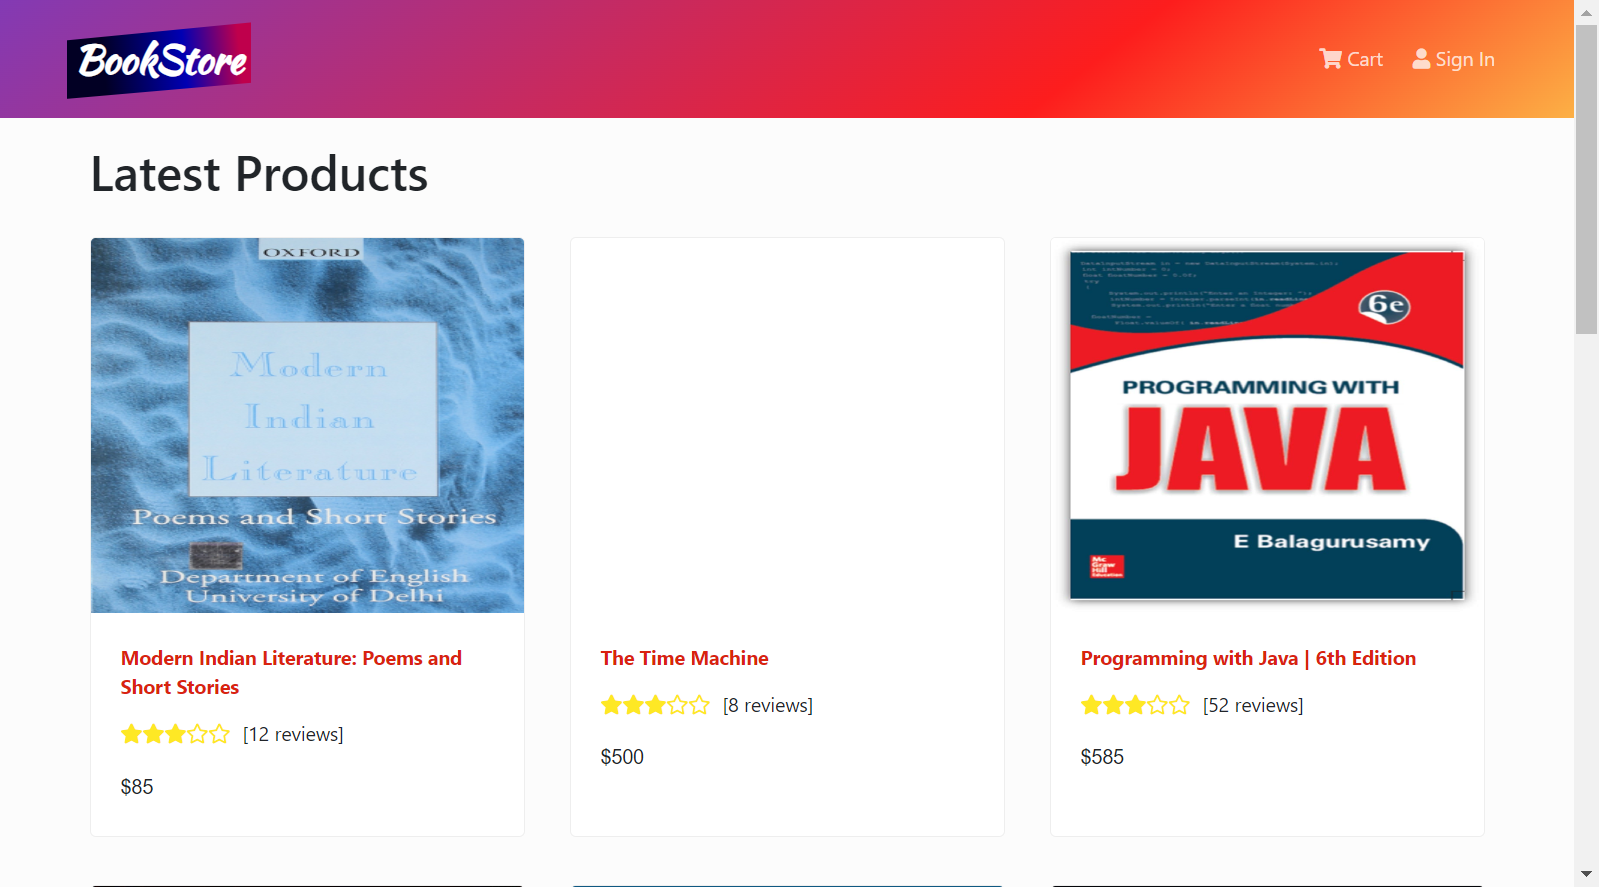 BookStore
Cart
Sign In
Latest Products
OXFORD
Modern
Indian
Literature
Poems and Short Stories
Department of English
University of Delhi
Modern Indian Literature: Poems and
Short Stories
[12 reviews]
$85
The Time Machine
[8 reviews]
$500
6e
PROGRAMMING WITH
JAVA
E Balagurusamy
Mc
Graw
Hill
Education
Programming with Java | 6th Edition
[52 reviews]
$585